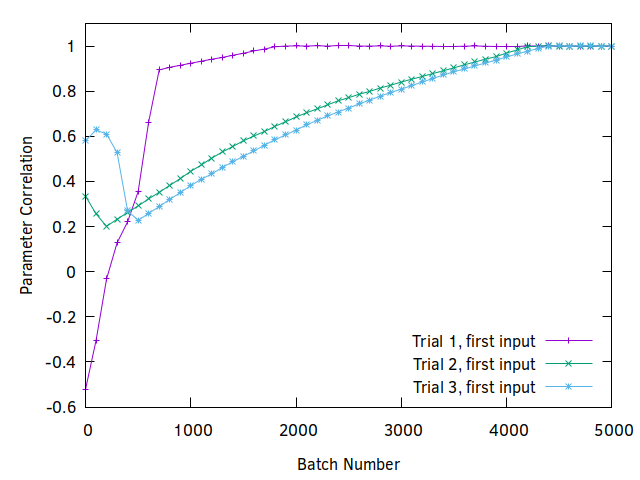 1
0.8
0.6
0.4
0.2
0
-0.2
-0.4
-0.6
Parameter Correlation
Trial 1, first input
Trial 2, first input
Trial 3, first input
0 1000 2000 3000 4000 5000
Batch Number